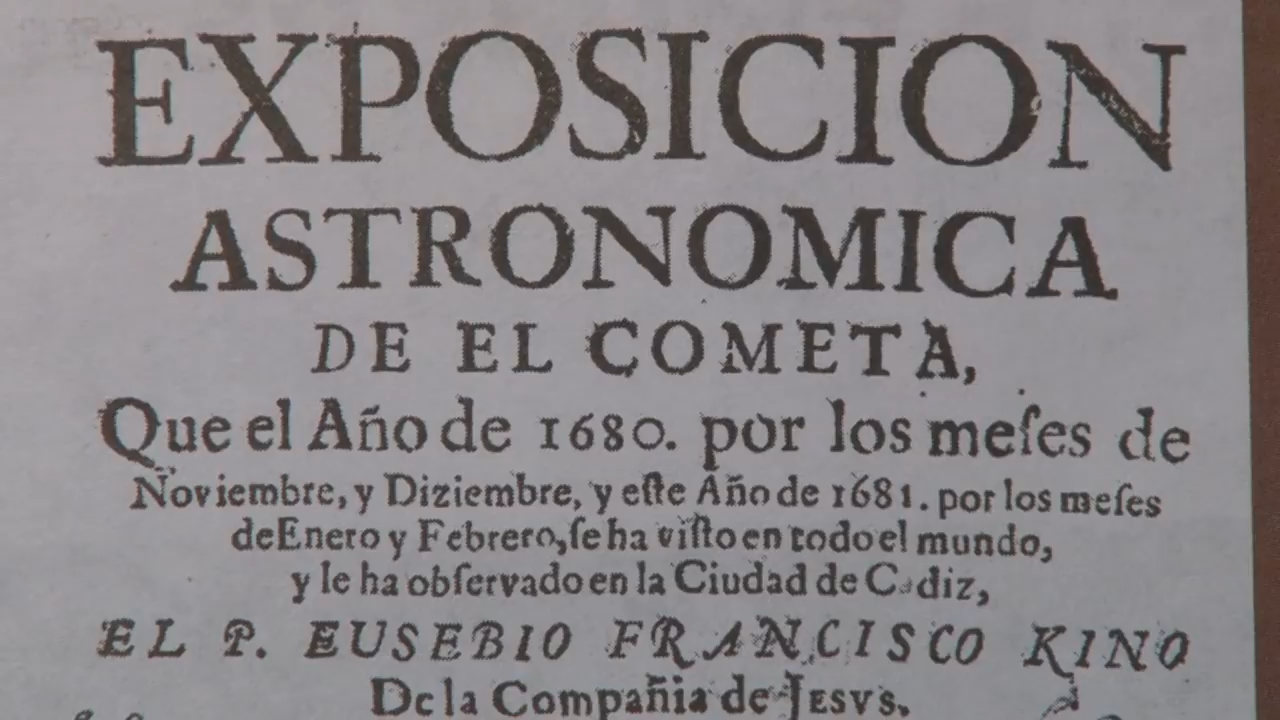 EXPOSICION
ASTRONOMICA
DE EL COMETA,
Que el Año de 1680. por los meſes de
Noviembre, y Diziembre, y eſte Año de 1681. por los meſes
de Enero y Febrero, ſe ha viſto en todo el mundo,
y le ha obſervado en la Ciudad de Cadiz,
EL P. EUSEBIO FRANCISCO KINO
De la Compañia de JESVS.